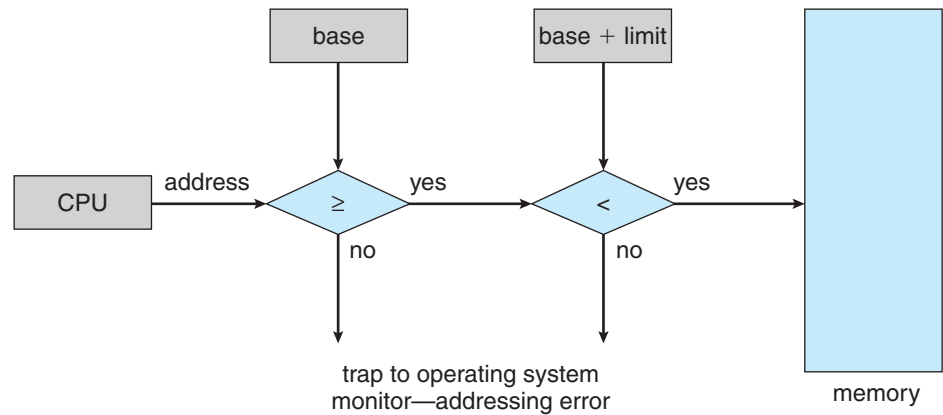 base
base + limit
CPU
address
≥
yes
<
yes
no
no
trap to operating system
monitor—addressing error
memory